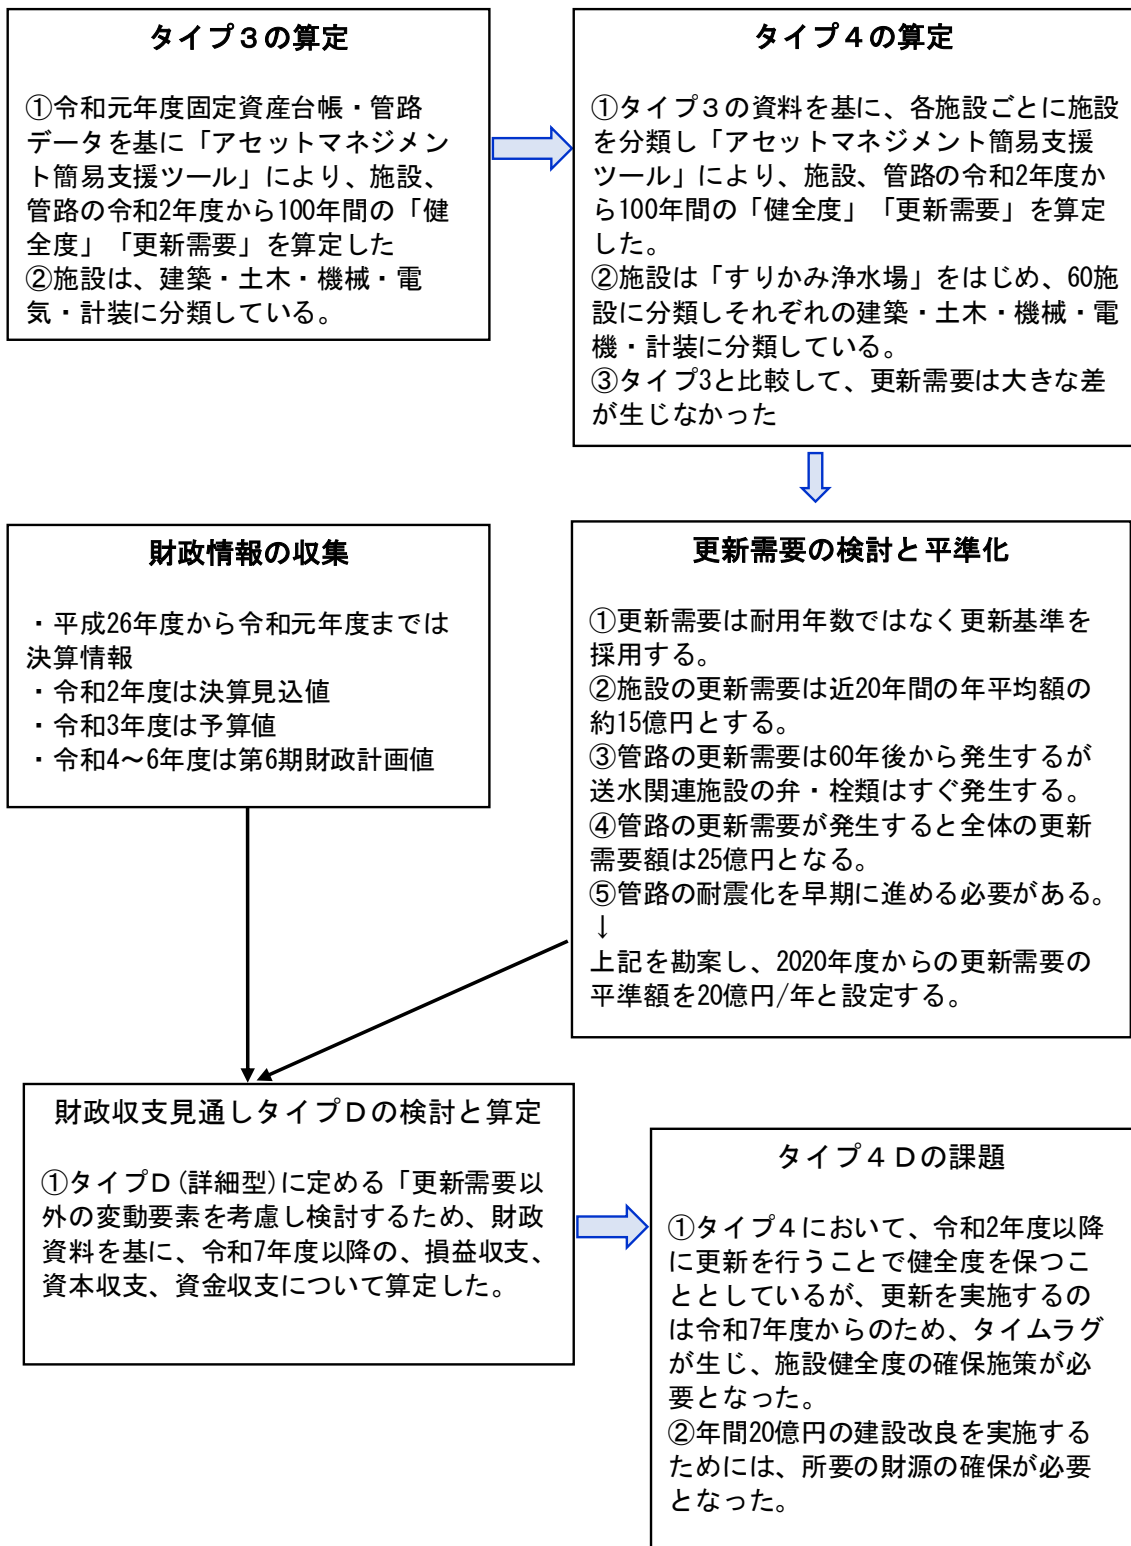 タイプ３の算定
①令和元年度固定資産台帳・管路
データを基に「アセットマネジメン
ト簡易支援ツール」により、施設、
管路の令和2年度から100年間の「健
全度」「更新需要」を算定した
②施設は、建築・土木・機械・電
気・計装に分類している。
タイプ４の算定
①タイプ３の資料を基に、各施設ごとに施設
を分類し「アセットマネジメント簡易支援
ツール」により、施設、管路の令和2年度か
ら100年間の「健全度」「更新需要」を算定
した。
②施設は「すりかみ浄水場」をはじめ、60施
設に分類しそれぞれの建築・土木・機械・電
機・計装に分類している。
③タイプ3と比較して、更新需要は大きな差
が生じなかった
財政情報の収集
・平成26年度から令和元年度までは
決算情報
・令和2年度は決算見込値
・令和3年度は予算値
・令和4～6年度は第6期財政計画値
更新需要の検討と平準化
①更新需要は耐用年数ではなく更新基準を
採用する。
②施設の更新需要は近20年間の年平均額の
約15億円とする。
③管路の更新需要は60年後から発生するが
送水関連施設の弁・栓類はすぐ発生する。
④管路の更新需要が発生すると全体の更新
需要額は25億円となる。
⑤管路の耐震化を早期に進める必要がある。
↓
上記を勘案し、2020年度からの更新需要の
平準額を20億円/年と設定する。
財政収支見通しタイプＤの検討と算定
①タイプＤ(詳細型)に定める「更新需要以
外の変動要素を考慮し検討するため、財政
資料を基に、令和7年度以降の、損益収支、
資本収支、資金収支について算定した。
タイプ４Ｄの課題
①タイプ４において、令和2年度以降
に更新を行うことで健全度を保つこ
ととしているが、更新を実施するの
は令和7年度からのため、タイムラグ
が生じ、施設健全度の確保施策が必
要となった。
②年間20億円の建設改良を実施する
ためには、所要の財源の確保が必要
となった。